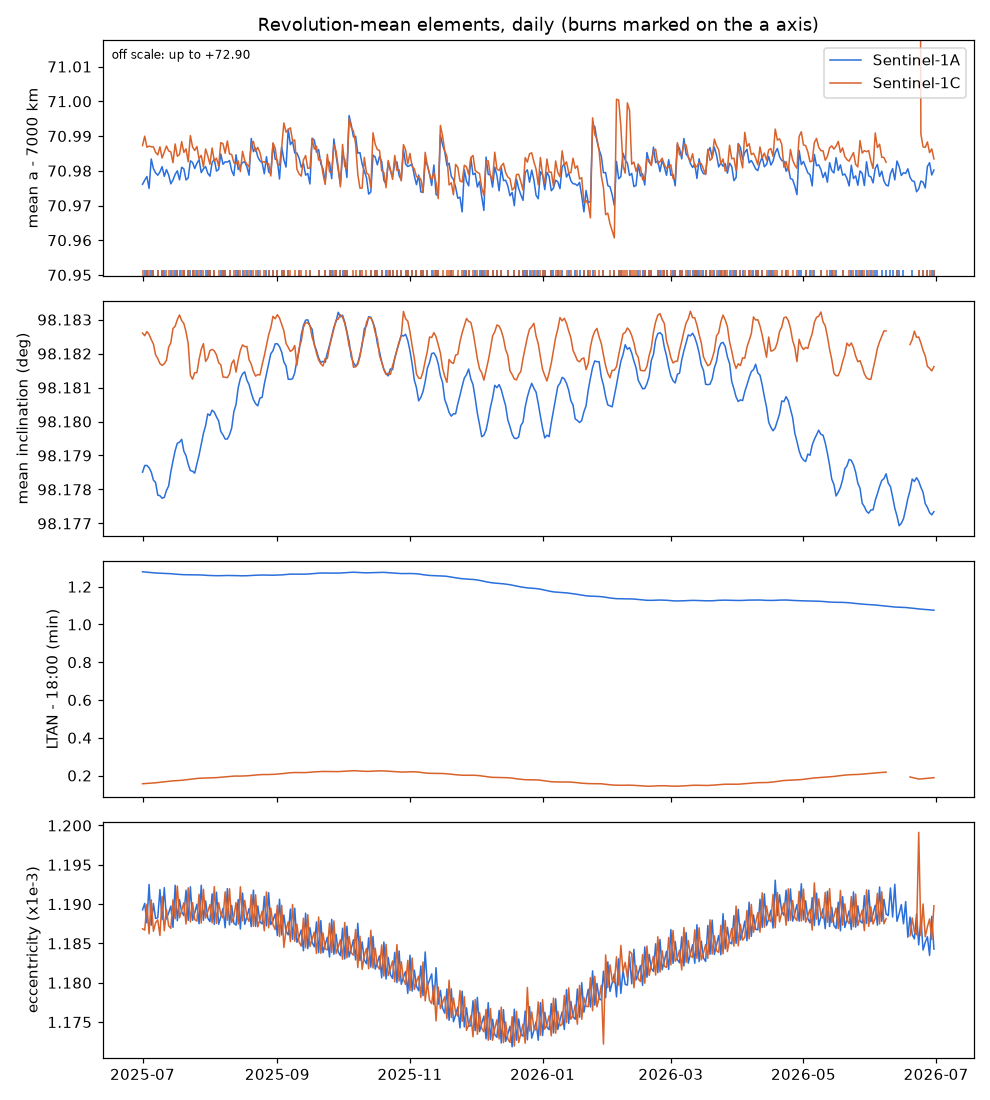 Revolution-mean elements, daily (burns marked on the a axis)
off scale: up to +72.90
Sentinel-1A
Sentinel-1C
mean a - 7000 km
71.01
71.00
70.99
70.98
70.97
70.96
70.95
mean inclination (deg)
98.183
98.182
98.181
98.180
98.179
98.178
98.177
LTAN - 18:00 (min)
1.2
1.0
0.8
0.6
0.4
0.2
eccentricity (x1e-3)
1.200
1.195
1.190
1.185
1.180
1.175
2025-07 2025-09 2025-11 2026-01 2026-03 2026-05 2026-07